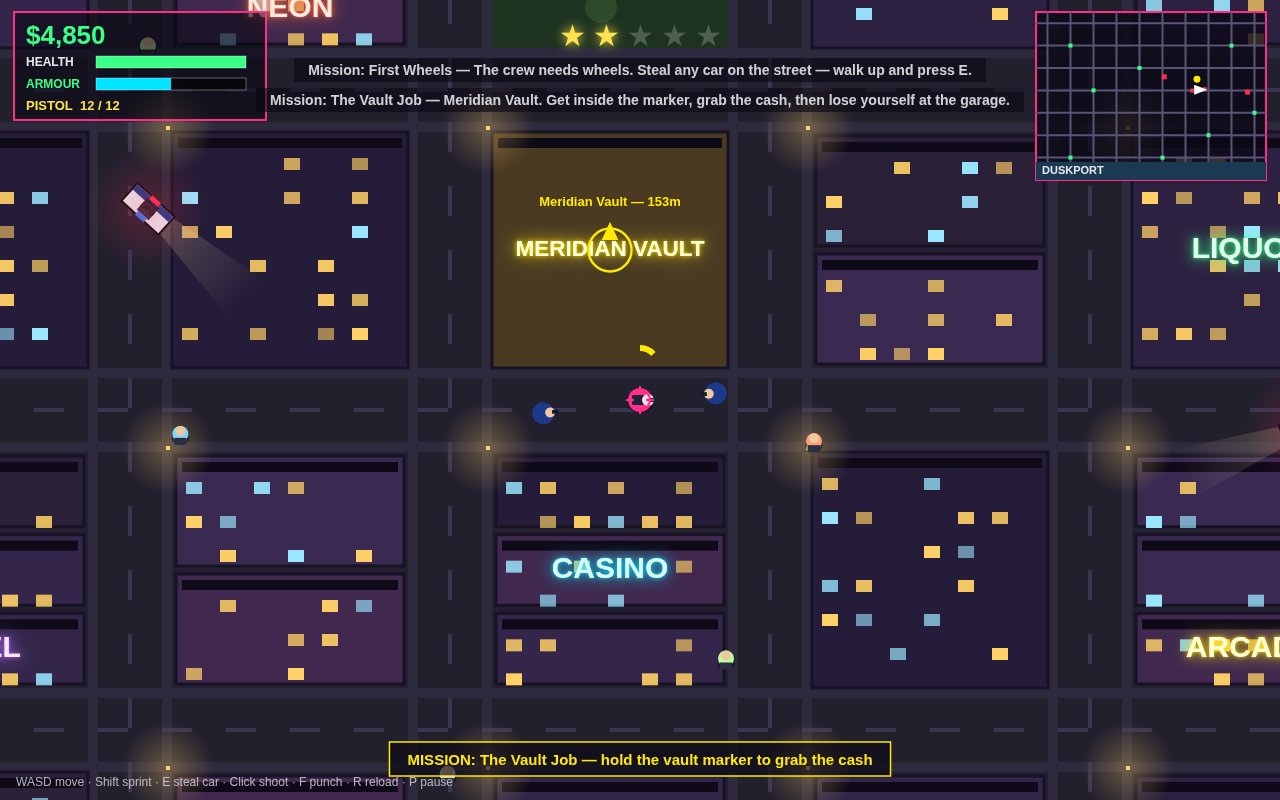 NEON
$4,850
HEALTH
ARMOUR
PISTOL 12 / 12
Mission: First Wheels — The crew needs wheels. Steal any car on the street — walk up and press E.
Mission: The Vault Job — Meridian Vault. Get inside the marker, grab the cash, then lose yourself at the garage.
DUSKPORT
Meridian Vault — 153m
MERIDIAN VAULT
LIQUO
CASINO
EL
ARCAD
MISSION: The Vault Job — hold the vault marker to grab the cash
WASD move · Shift sprint · E steal car · Click shoot · F punch · R reload · P pause